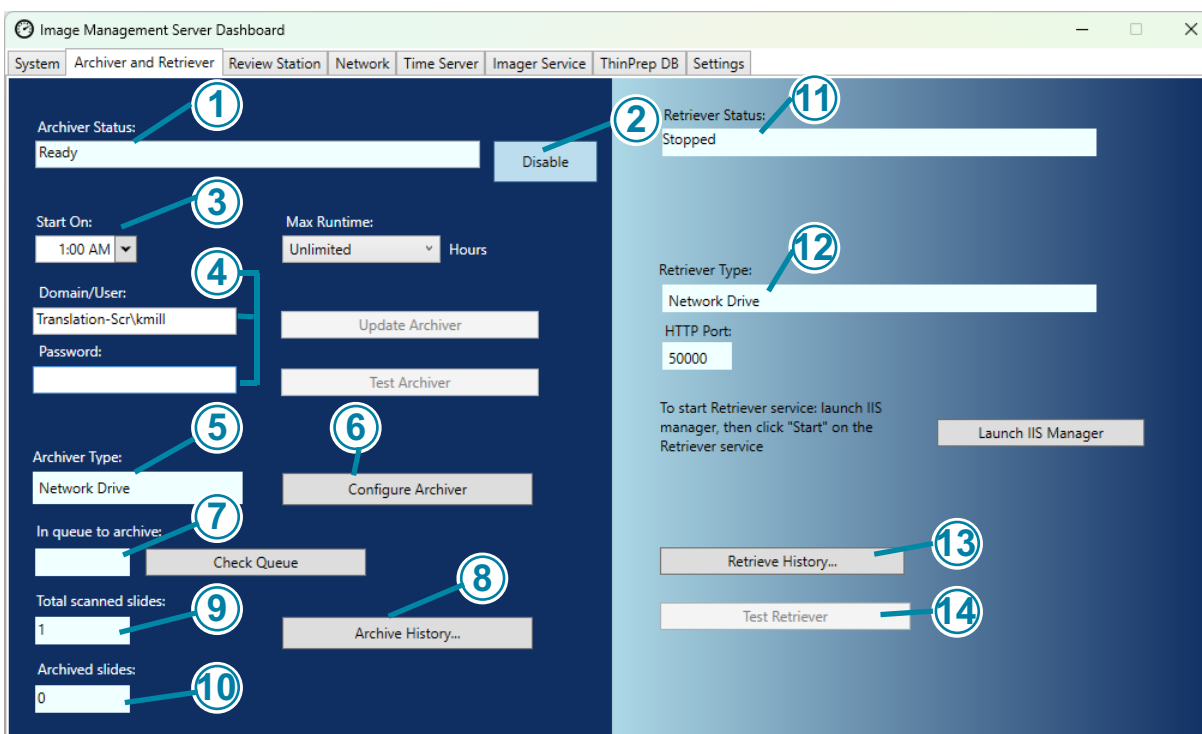 Image Management Server Dashboard
System Archiver and Retriever Review Station Network Time Server Imager Service ThinPrep DB Settings
1
Archiver Status:
Ready
2
Disable
3
Start On:
1:00 AM
Max Runtime:
Unlimited
Hours
4
Domain/User:
Translation-Scr\kmill
Update Archiver
Password:
Test Archiver
5
Archiver Type:
Network Drive
6
Configure Archiver
7
In queue to archive:
Check Queue
8
Total scanned slides:
9
1
Archive History...
Archived slides:
10
0
11
Retriever Status:
Stopped
12
Retriever Type:
Network Drive
HTTP Port:
50000
To start Retriever service: launch IIS
manager, then click "Start" on the
Retriever service
Launch IIS Manager
13
Retrieve History...
14
Test Retriever